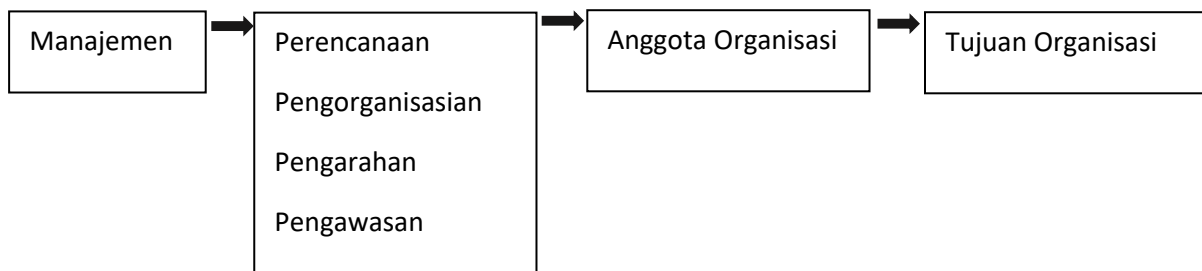 Manajemen
Perencanaan
Pengorganisasian
Pengarahan
Pengawasan
Anggota Organisasi
Tujuan Organisasi